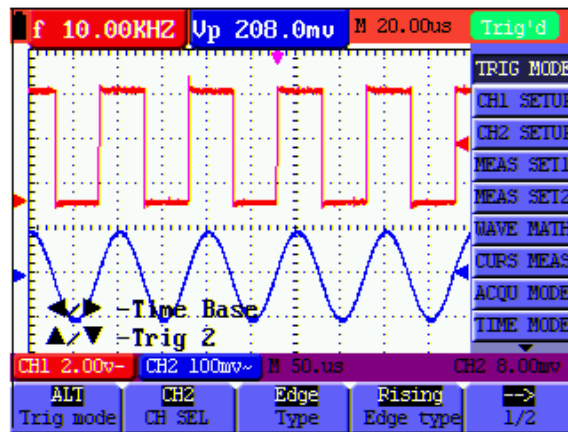 f 10.00KHZ Vp 208.0mv M 20.00us Trig'd
TRIG MODE
CH1 SETUP
CH2 SETUP
MEAS SET1
MEAS SET2
WAVE MATH
CURS MEAS
ACQU MODE
TIME MODE
◀/▶ -Time Base
▲/▼ -Trig 2
CH1 2.00v- CH2 100mv~ M 50.us CH2 8.00mv
ALT CH2 Edge Rising -->
Trig mode CH SEL Type Edge type 1/2